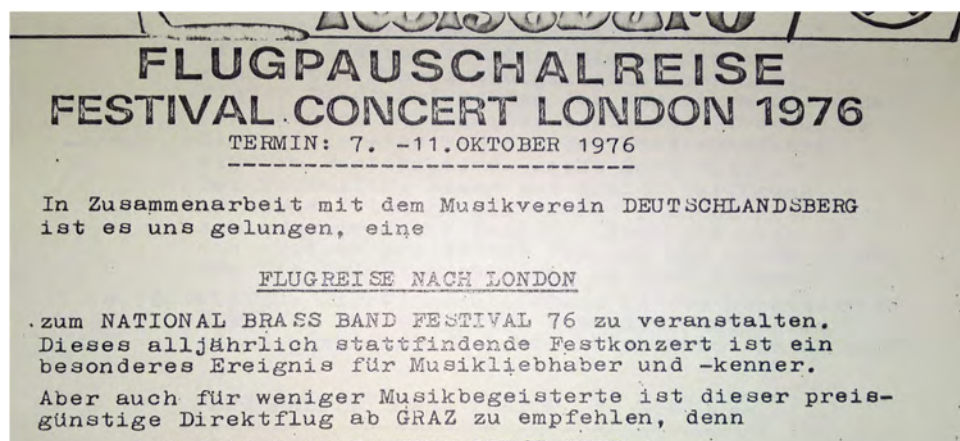 FLUGPAUSCHALREISE
FESTIVAL CONCERT LONDON 1976
TERMIN: 7. -11.OKTOBER 1976
In Zusammenarbeit mit dem Musikverein DEUTSCHLANDSBERG
ist es uns gelungen, eine
FLUGREISE NACH LONDON
zum NATIONAL BRASS BAND FESTIVAL 76 zu veranstalten.
Dieses alljährlich stattfindende Festkonzert ist ein
besonderes Ereignis für Musikliebhaber und -kenner.
Aber auch für weniger Musikbegeisterte ist dieser preis-
günstige Direktflug ab GRAZ zu empfehlen, denn